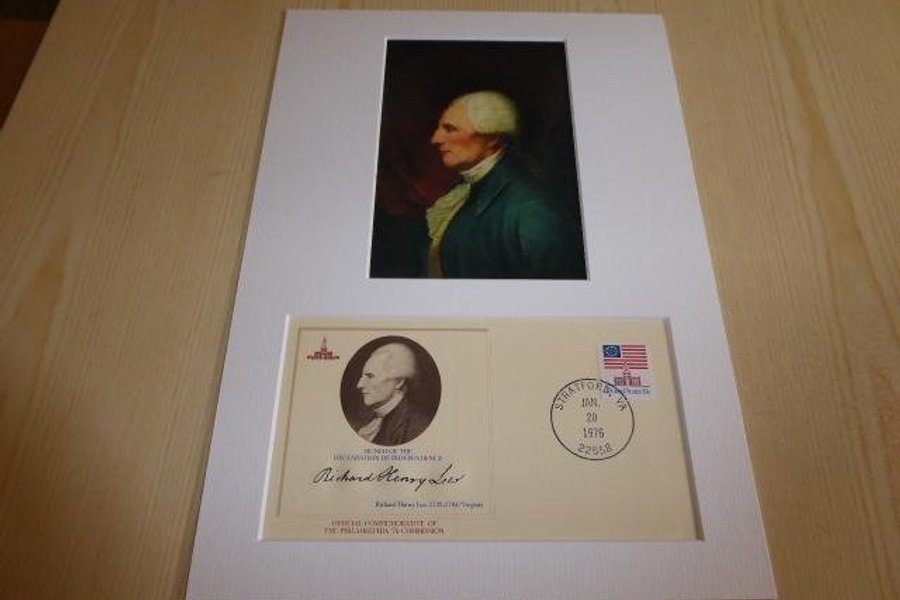 SIGNER OF THE
DECLARATION OF INDEPENDENCE
Richard Henry Lee
Richard Henry Lee (1732-1794) Virginia
OFFICIAL COMMEMORATIVE OF
THE PHILADELPHIA '76 COMMISSION
STRATFORD, VA
JAN.
20
1976
22558